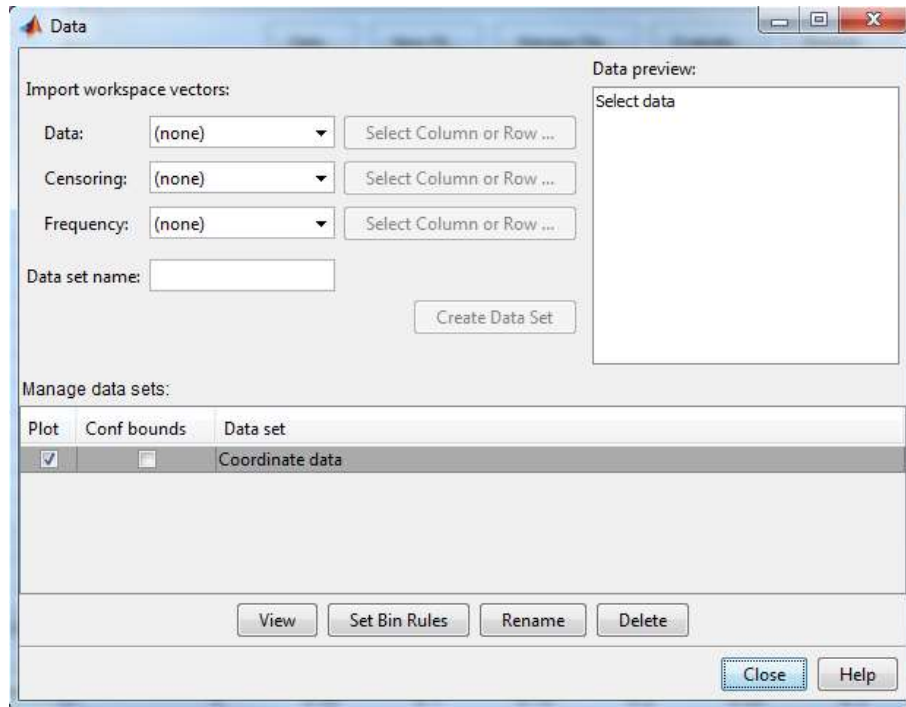 Data
Import workspace vectors:
Data: (none) Select Column or Row ...
Censoring: (none) Select Column or Row ...
Frequency: (none) Select Column or Row ...
Data set name:
Create Data Set
Data preview:
Select data
Manage data sets:
Plot Conf bounds Data set
Coordinate data
View Set Bin Rules Rename Delete
Close Help